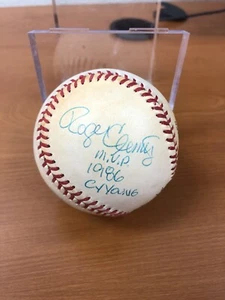 Roger Clemens
M.V.P.
1986
CY YOUNG